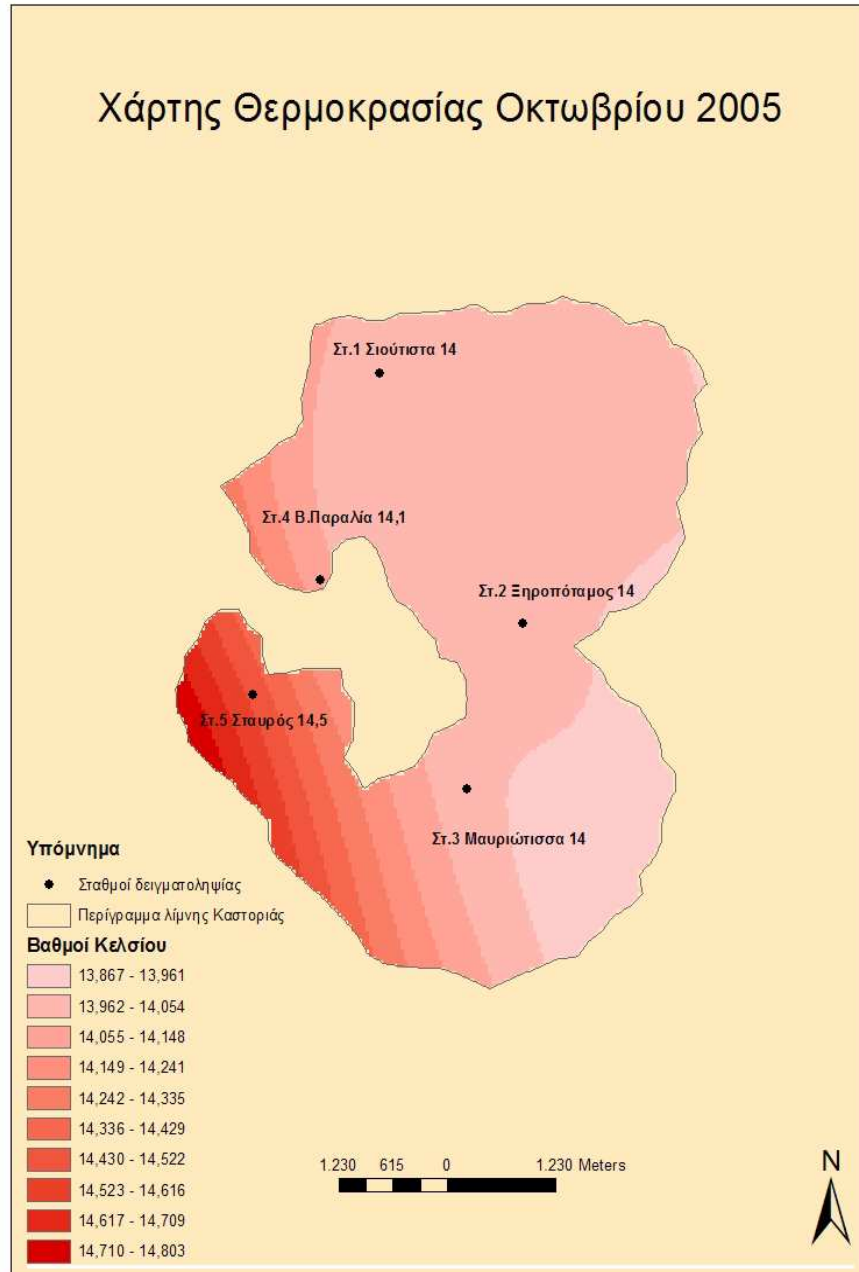 Χάρτης Θερμοκρασίας Οκτωβρίου 2005
Στ.1 Σιούτιστα 14
Στ.4 Β.Παραλία 14,1
Στ.2 Ξηροπόταμος 14
Στ.5 Σταυρός 14,5
Στ.3 Μαυριώτισσα 14
Υπόμνημα
Σταθμοί δειγματοληψίας
Περίγραμμα λίμνης Καστοριάς
Βαθμοί Κελσίου
13,867 - 13,961
13,962 - 14,054
14,055 - 14,148
14,149 - 14,241
14,242 - 14,335
14,336 - 14,429
14,430 - 14,522
14,523 - 14,616
14,617 - 14,709
14,710 - 14,803
1.230 615 0 1.230 Meters
N